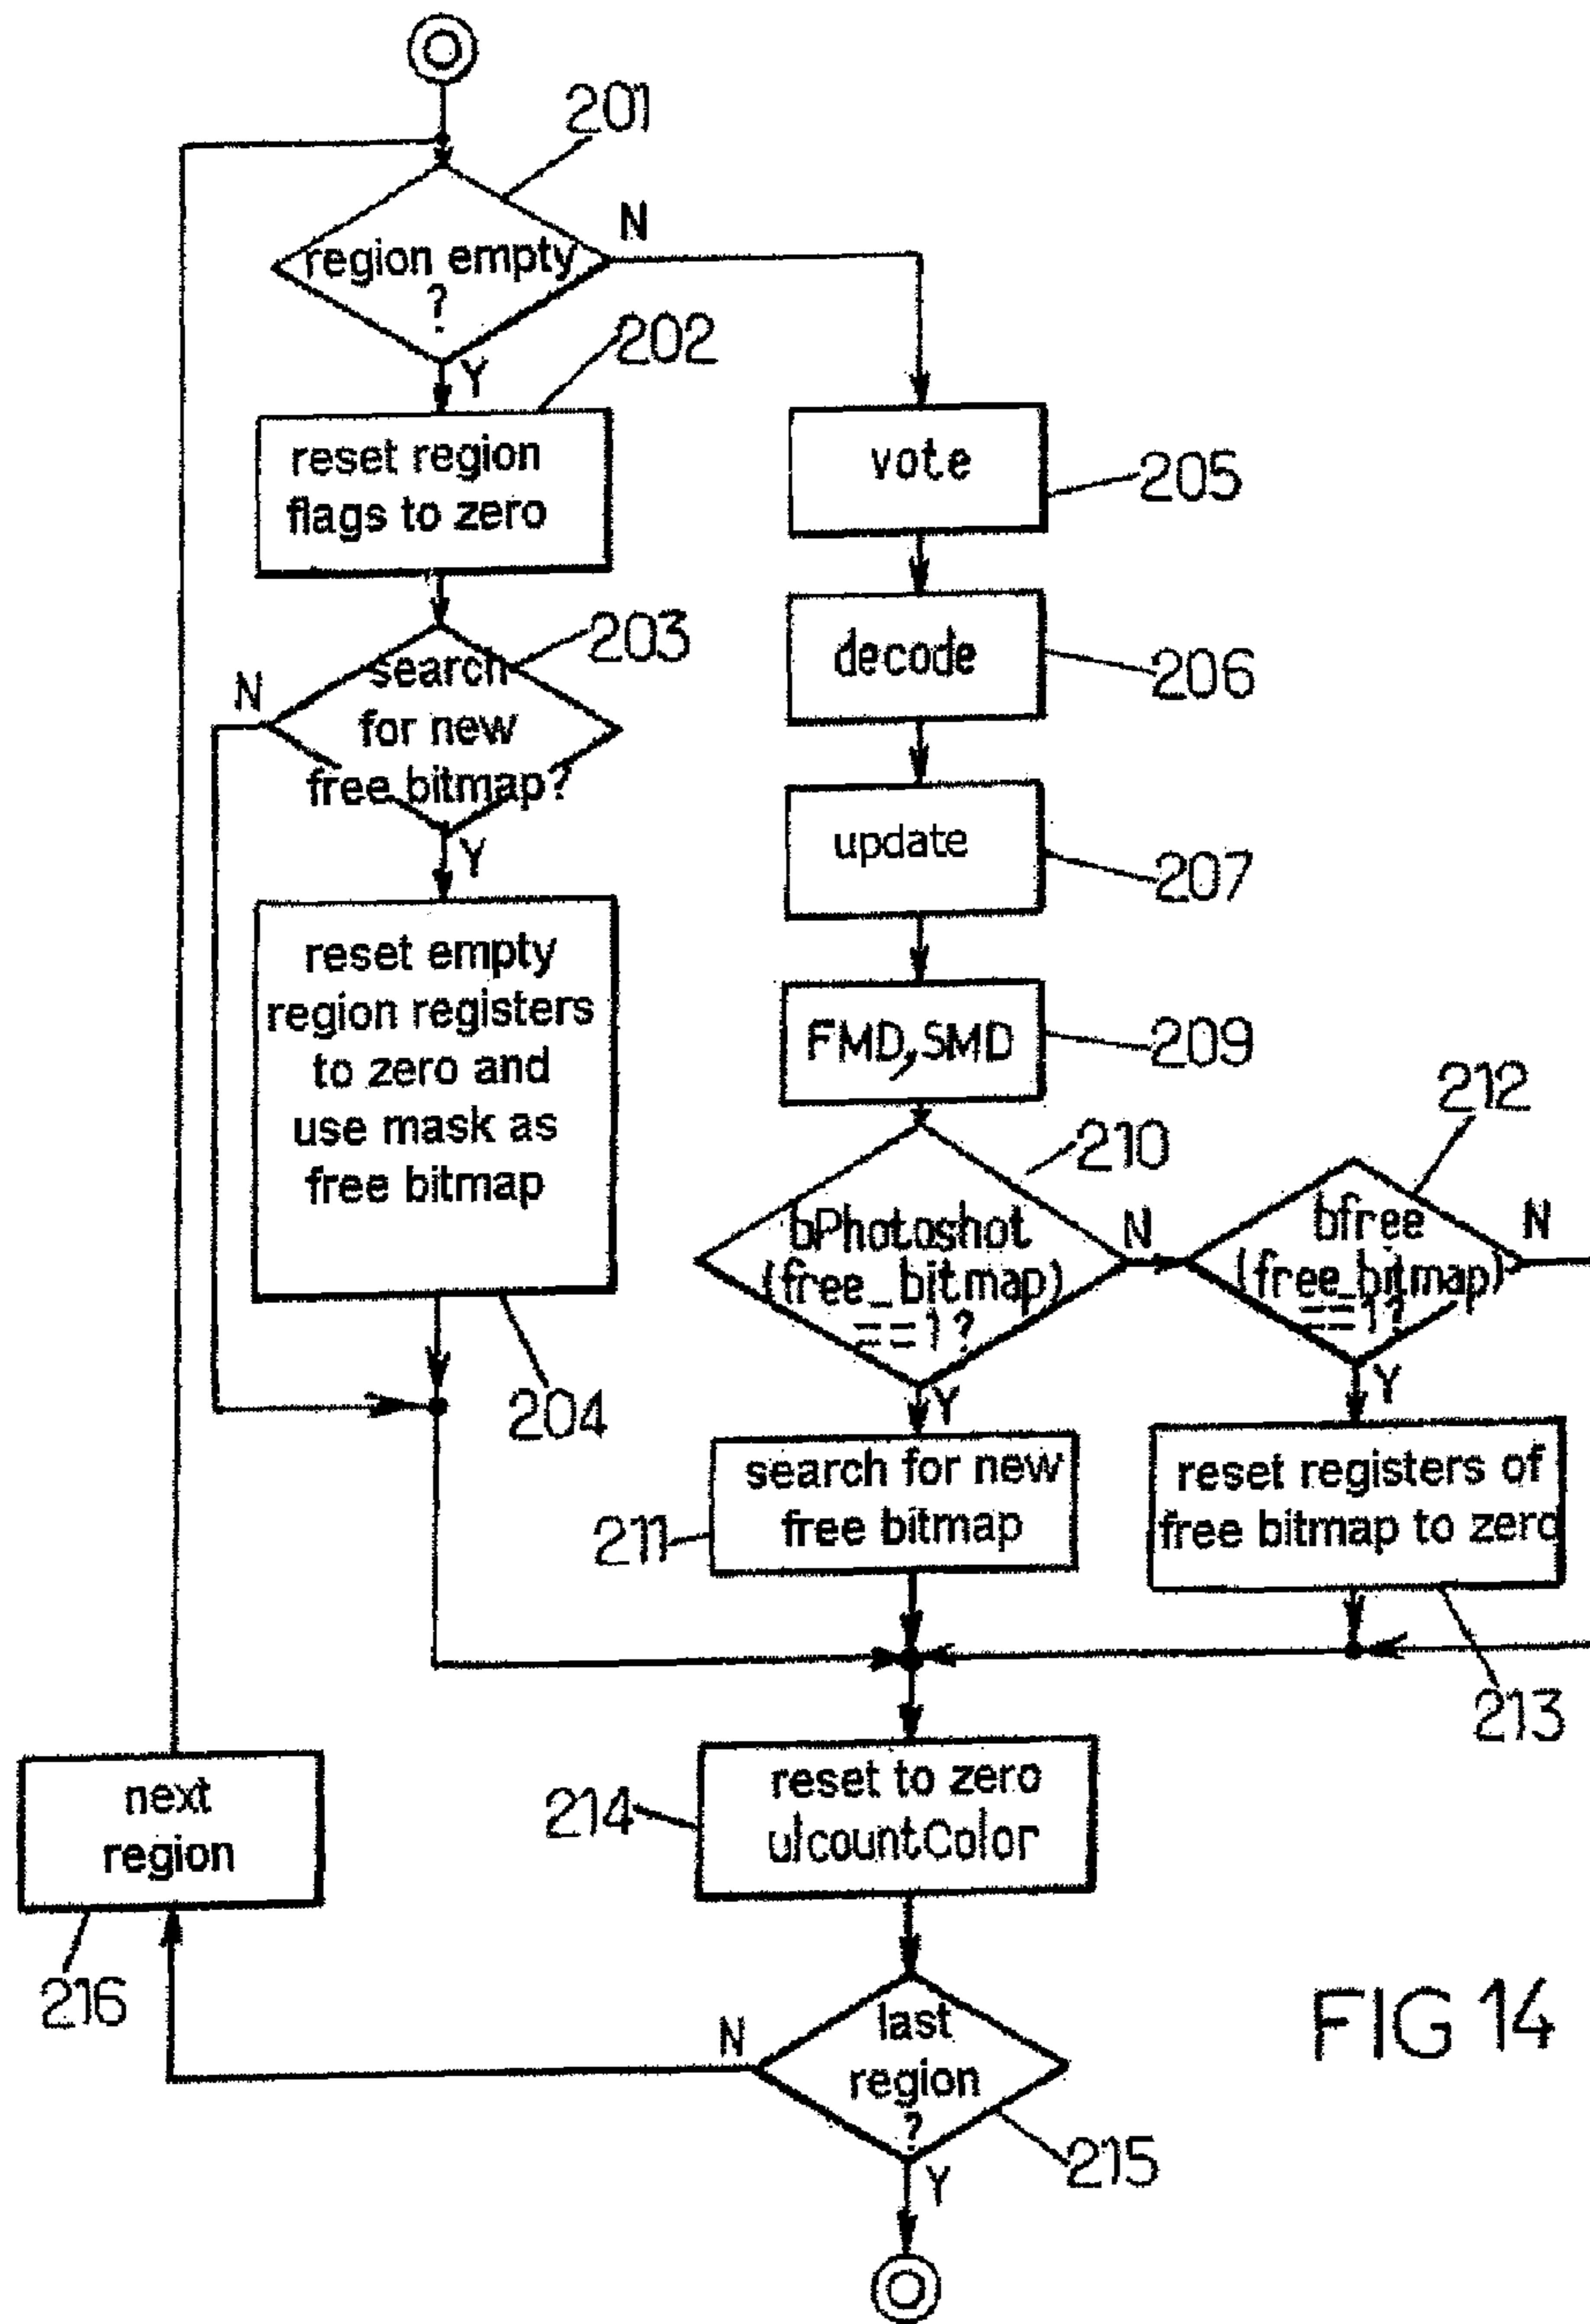 201
region empty
?
N
Y
202
reset region
flags to zero
203
search
for new
free bitmap?
N
Y
reset empty
region registers
to zero and
use mask as
free bitmap
204
vote
205
decode
206
update
207
FMD,SMD
209
210
bPhotoshot
(free_bitmap)
==1?
N
Y
212
bfree
(free_bitmap)
==1?
N
Y
search for new
free bitmap
211
reset registers of
free bitmap to zero
213
reset to zero
ulcountColor
214
last
region
?
N
Y
215
next
region
216
FIG 14